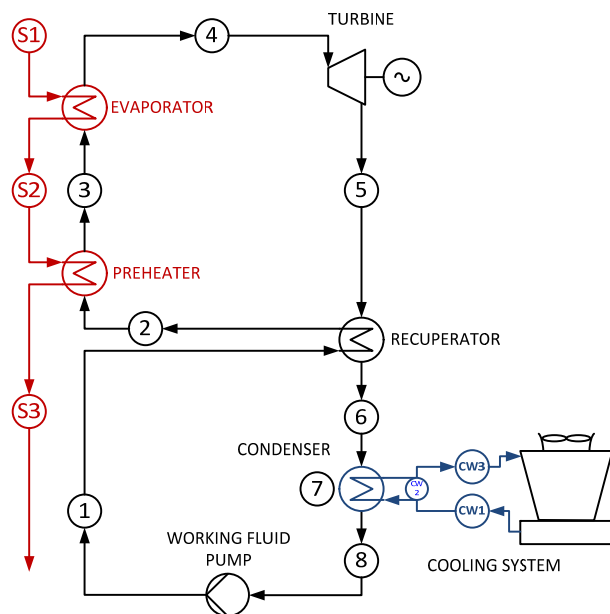 TURBINE
S1
4
~
EVAPORATOR
S2
3
5
PREHEATER
2
RECUPERATOR
S3
6
CONDENSER
CW3
7
CW
2
1
CW1
WORKING FLUID
PUMP
8
COOLING SYSTEM